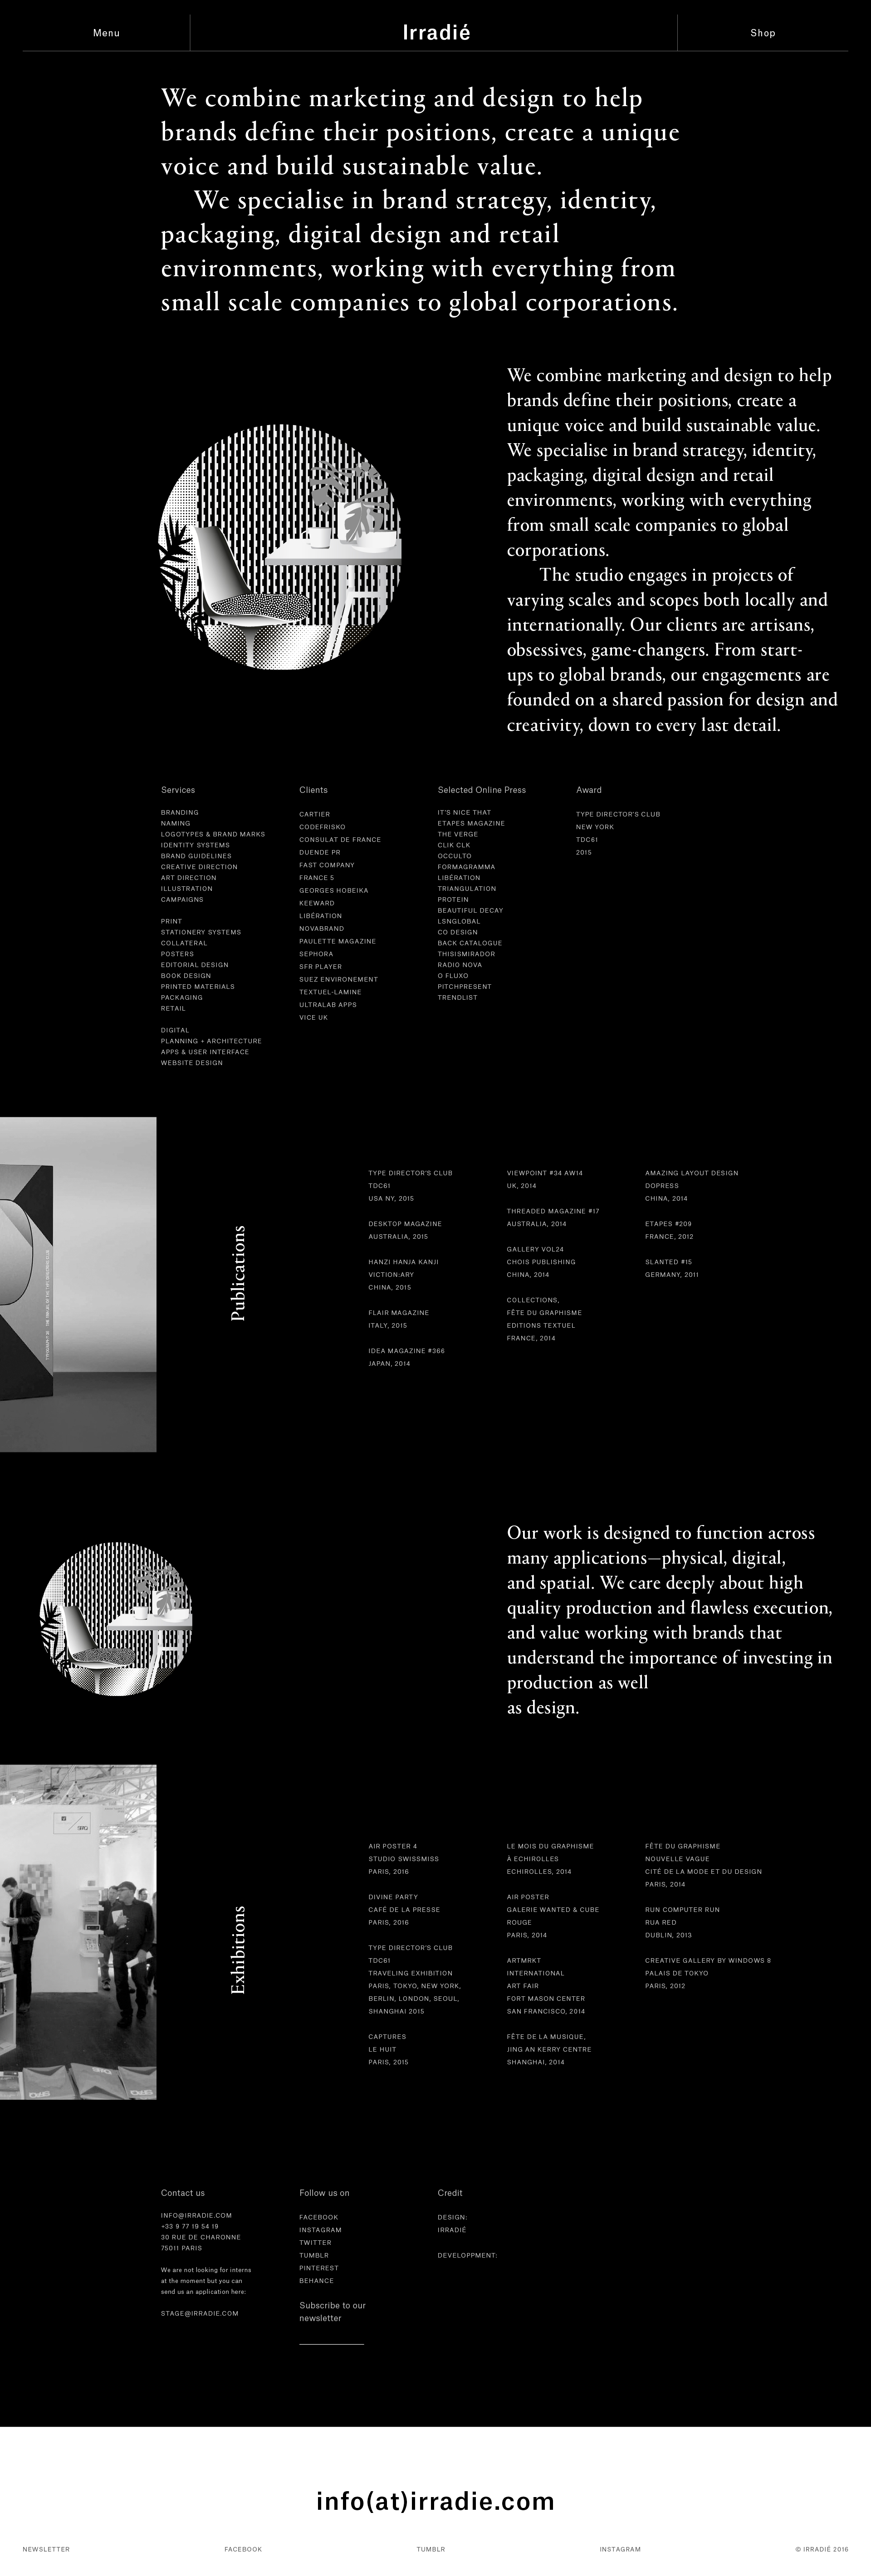 Menu
Irradié
Shop
We combine marketing and design to help
brands define their positions, create a unique
voice and build sustainable value.
We specialise in brand strategy, identity,
packaging, digital design and retail
environments, working with everything from
small scale companies to global corporations.
We combine marketing and design to help
brands define their positions, create a
unique voice and build sustainable value.
We specialise in brand strategy, identity,
packaging, digital design and retail
environments, working with everything
from small scale companies to global
corporations.
The studio engages in projects of
varying scales and scopes both locally and
internationally. Our clients are artisans,
obsessives, game-changers. From start-
ups to global brands, our engagements are
founded on a shared passion for design and
creativity, down to every last detail.
Services
BRANDING
NAMING
LOGOTYPES & BRAND MARKS
IDENTITY SYSTEMS
BRAND GUIDELINES
CREATIVE DIRECTION
ART DIRECTION
ILLUSTRATION
CAMPAIGNS
PRINT
STATIONERY SYSTEMS
COLLATERAL
POSTERS
EDITORIAL DESIGN
BOOK DESIGN
PRINTED MATERIALS
PACKAGING
RETAIL
DIGITAL
PLANNING + ARCHITECTURE
APPS & USER INTERFACE
WEBSITE DESIGN
Clients
CARTIER
CODEFRISKO
CONSULAT DE FRANCE
DUENDE PR
FAST COMPANY
FRANCE 5
GEORGES HOBEIKA
KEEWARD
LIBÉRATION
NOVABRAND
PAULETTE MAGAZINE
SEPHORA
SFR PLAYER
SUEZ ENVIRONEMENT
TEXTUEL-LAMINE
ULTRALAB APPS
VICE UK
Selected Online Press
IT'S NICE THAT
ETAPES MAGAZINE
THE VERGE
CLIK CLK
OCCULTO
FORMAGRAMMA
LIBÉRATION
TRIANGULATION
PROTEIN
BEAUTIFUL DECAY
LSNGLOBAL
CO DESIGN
BACK CATALOGUE
THISISMIRADOR
RADIO NOVA
O FLUXO
PITCHPRESENT
TRENDLIST
Award
TYPE DIRECTOR'S CLUB
NEW YORK
TDC61
2015
Publications
TYPE DIRECTOR'S CLUB
TDC61
USA NY, 2015
DESKTOP MAGAZINE
AUSTRALIA, 2015
HANZI HANJA KANJI
VICTION:ARY
CHINA, 2015
FLAIR MAGAZINE
ITALY, 2015
IDEA MAGAZINE #366
JAPAN, 2014
VIEWPOINT #34 AW14
UK, 2014
THREADED MAGAZINE #17
AUSTRALIA, 2014
GALLERY VOL24
CHOIS PUBLISHING
CHINA, 2014
COLLECTIONS,
FÊTE DU GRAPHISME
EDITIONS TEXTUEL
FRANCE, 2014
AMAZING LAYOUT DESIGN
DOPRESS
CHINA, 2014
ETAPES #209
FRANCE, 2012
SLANTED #15
GERMANY, 2011
Our work is designed to function across
many applications—physical, digital,
and spatial. We care deeply about high
quality production and flawless execution,
and value working with brands that
understand the importance of investing in
production as well
as design.
Exhibitions
AIR POSTER 4
STUDIO SWISSMISS
PARIS, 2016
DIVINE PARTY
CAFÉ DE LA PRESSE
PARIS, 2016
TYPE DIRECTOR'S CLUB
TDC61
TRAVELING EXHIBITION
PARIS, TOKYO, NEW YORK,
BERLIN, LONDON, SEOUL,
SHANGHAI 2015
CAPTURES
LE HUIT
PARIS, 2015
LE MOIS DU GRAPHISME
À ECHIROLLES
ECHIROLLES, 2014
AIR POSTER
GALERIE WANTED & CUBE
ROUGE
PARIS, 2014
ARTMRKT
INTERNATIONAL
ART FAIR
FORT MASON CENTER
SAN FRANCISCO, 2014
FÊTE DE LA MUSIQUE,
JING AN KERRY CENTRE
SHANGHAI, 2014
FÊTE DU GRAPHISME
NOUVELLE VAGUE
CITÉ DE LA MODE ET DU DESIGN
PARIS, 2014
RUN COMPUTER RUN
RUA RED
DUBLIN, 2013
CREATIVE GALLERY BY WINDOWS 8
PALAIS DE TOKYO
PARIS, 2012
Contact us
INFO@IRRADIE.COM
+33 9 77 19 54 19
30 RUE DE CHARONNE
75011 PARIS
We are not looking for interns
at the moment but you can
send us an application here:
STAGE@IRRADIE.COM
Follow us on
FACEBOOK
INSTAGRAM
TWITTER
TUMBLR
PINTEREST
BEHANCE
Subscribe to our
newsletter
Credit
DESIGN:
IRRADIÉ
DEVELOPPMENT:
info(at)irradie.com
NEWSLETTER
FACEBOOK
TUMBLR
INSTAGRAM
© IRRADIÉ 2016